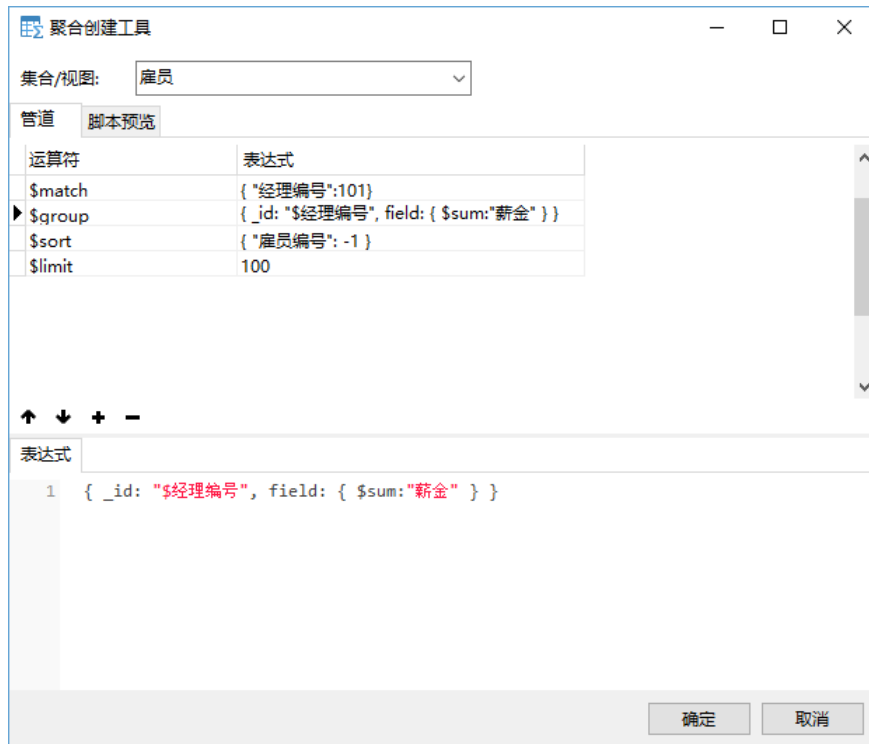 聚合创建工具
集合/视图: 雇员
管道 脚本预览
运算符 表达式
$match { "经理编号":101}
$group { _id: "$经理编号", field: { $sum:"薪金" } }
$sort { "雇员编号": -1 }
$limit 100
表达式
1 { _id: "$经理编号", field: { $sum:"薪金" } }
确定 取消